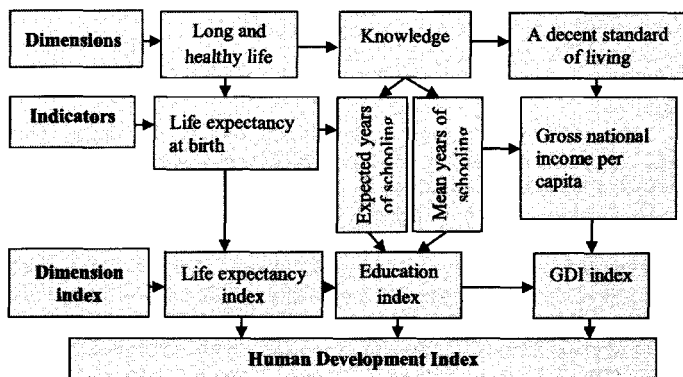 Dimensions
Long and
healthy life
Knowledge
A decent standard
of living
Indicators
Life expectancy
at birth
Expected years
of schooling
Mean years of
schooling
Gross national
income per
capita
Dimension
index
Life expectancy
index
Education
index
GDI index
Human Development Index